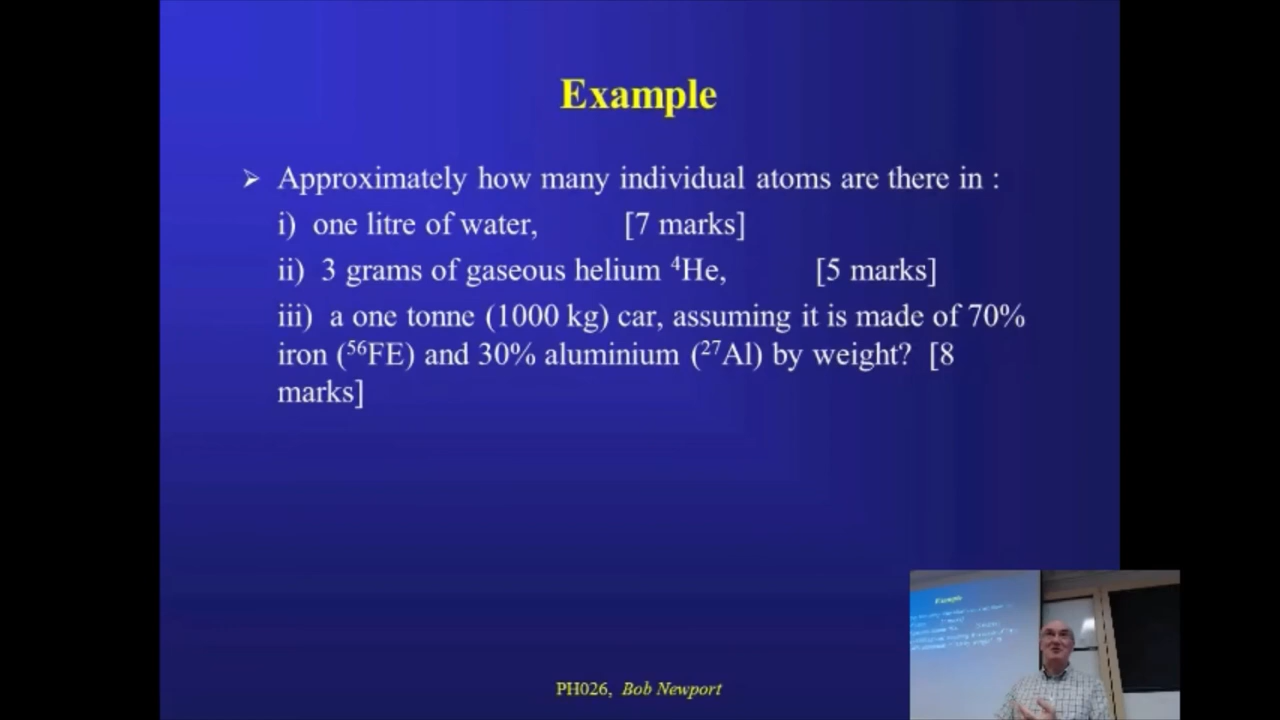 Example
➢ Approximately how many individual atoms are there in :
i) one litre of water, [7 marks]
ii) 3 grams of gaseous helium ⁴He, [5 marks]
iii) a one tonne (1000 kg) car, assuming it is made of 70%
iron (⁵⁶FE) and 30% aluminium (²⁷Al) by weight? [8
marks]
PH026, Bob Newport
Example